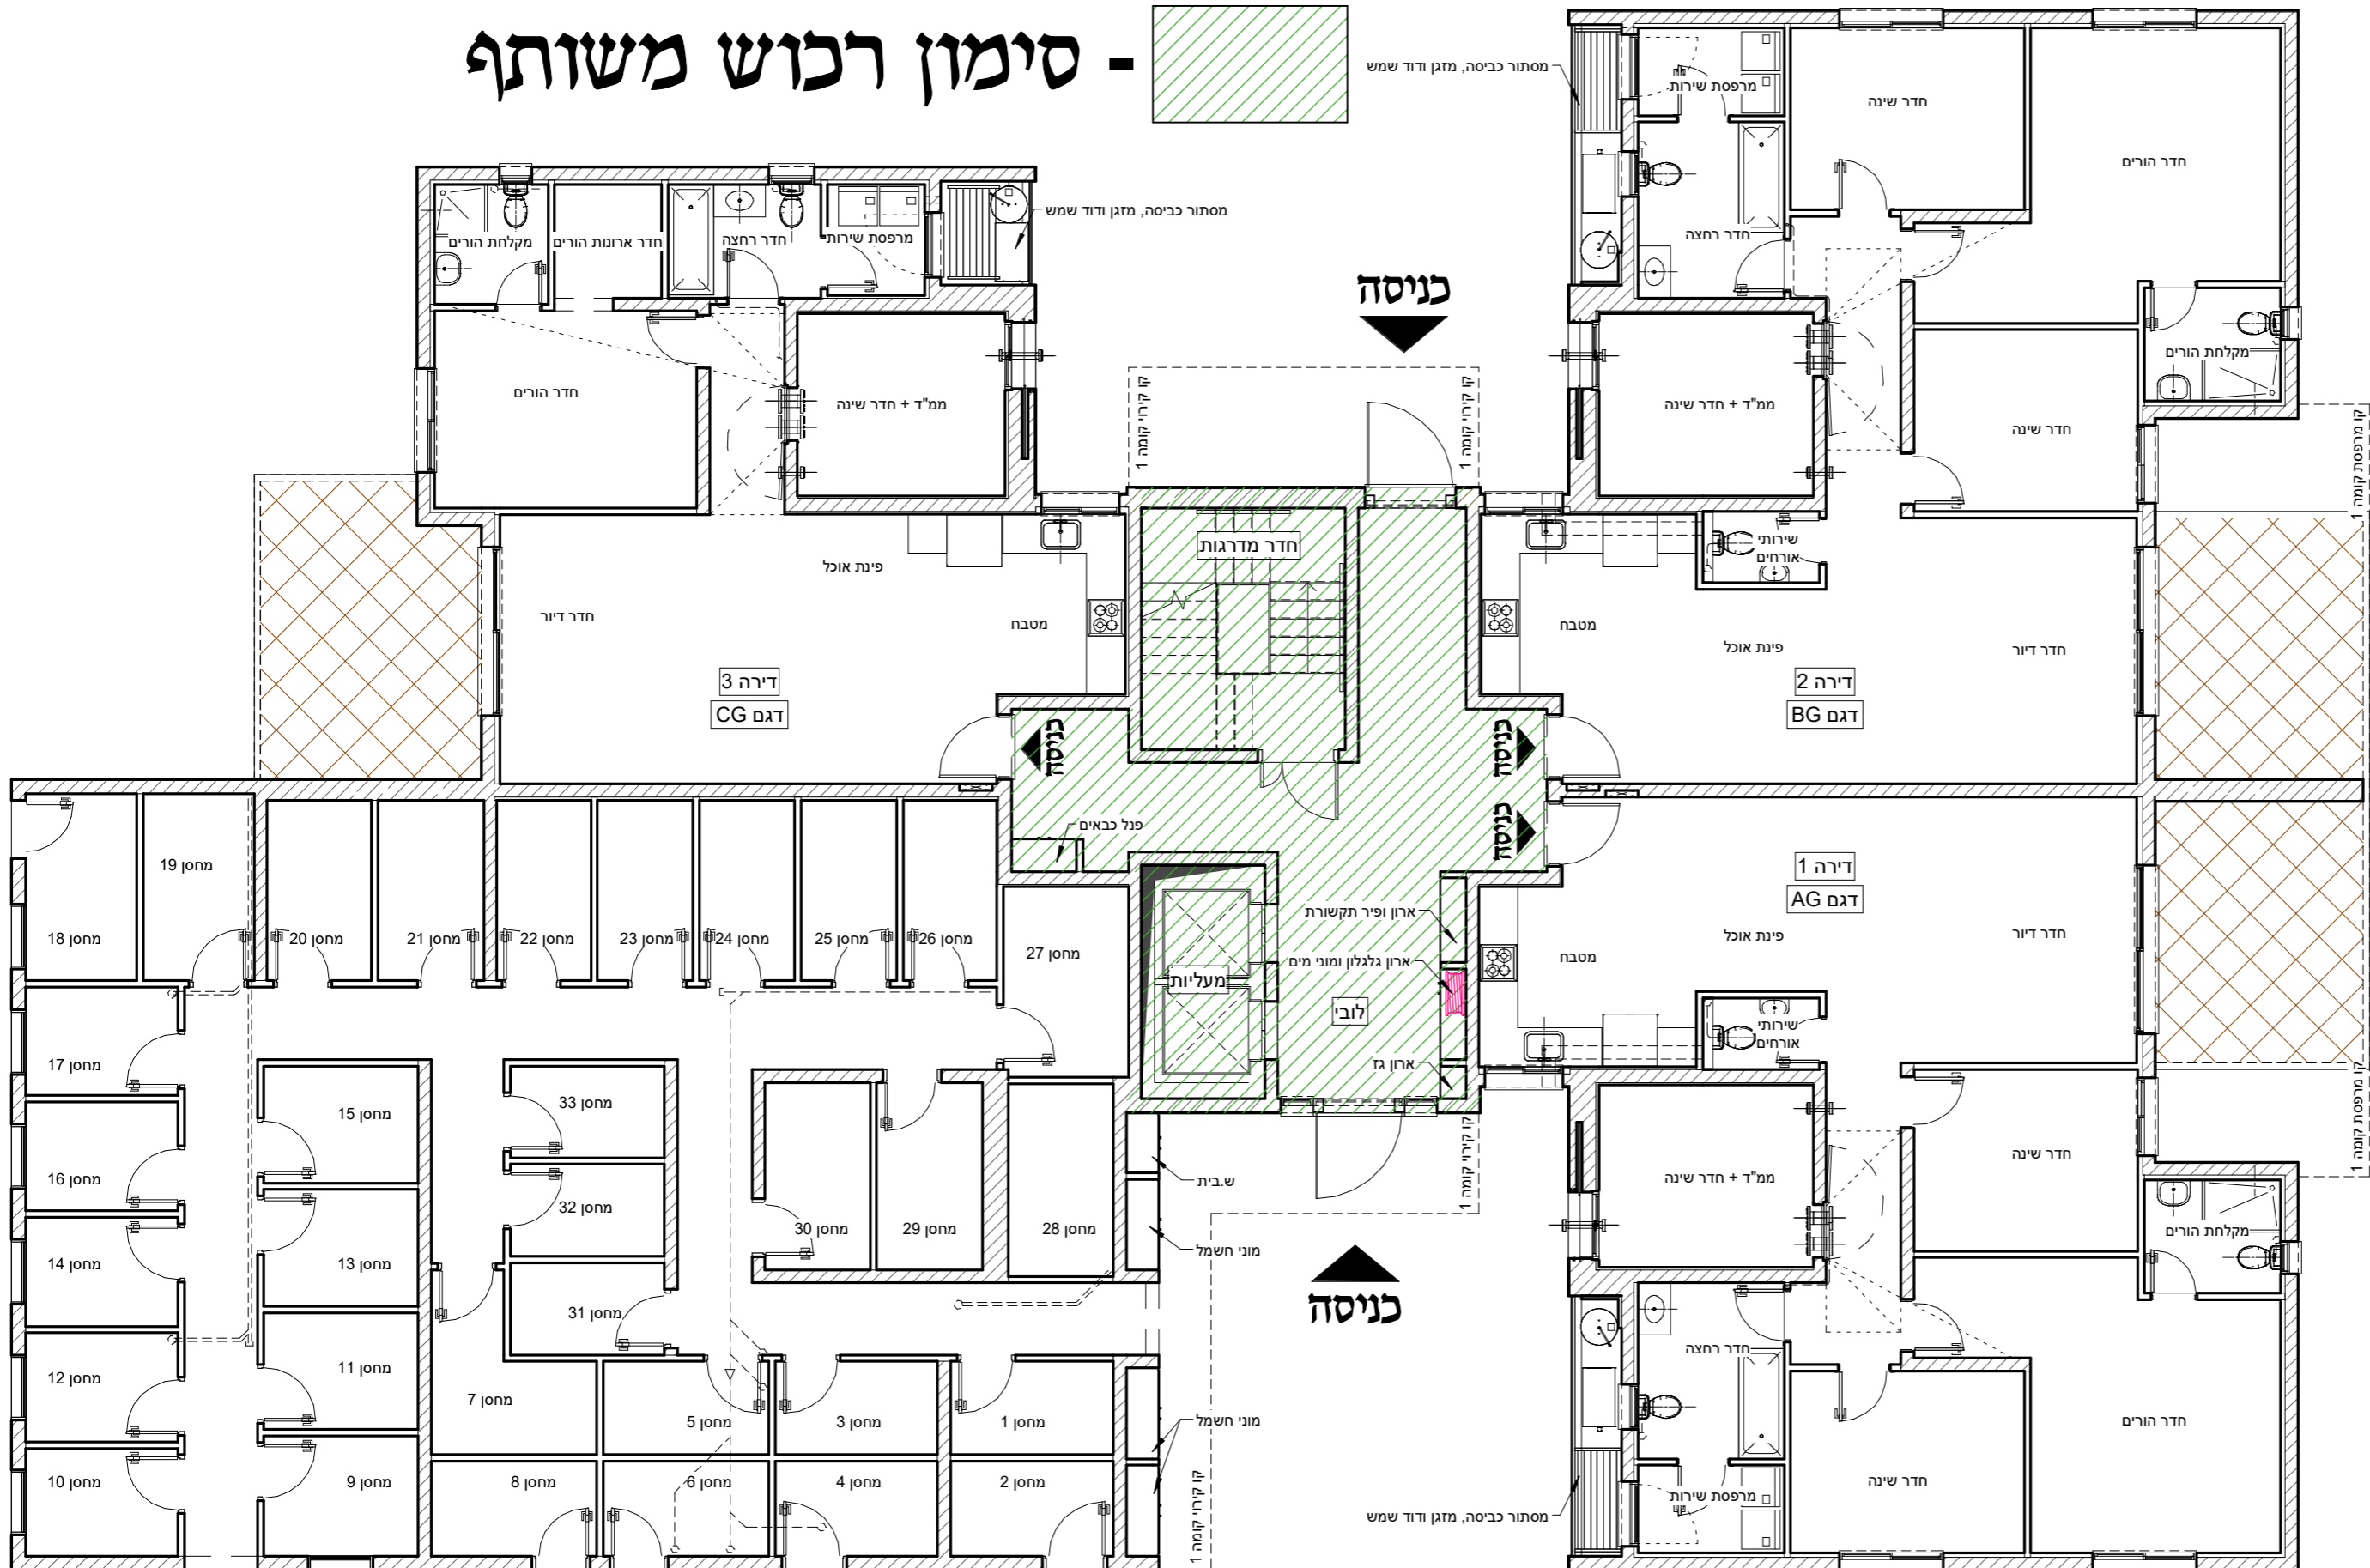 סימון רכוש משותף -
מסתור כביסה, מזגן ודוד שמש
מרפסת שירות
חדר שינה
חדר הורים
חדר רחצה
מקלחת הורים
חדר ארונות הורים
חדר רחצה
מרפסת שירות
מסתור כביסה, מזגן ודוד שמש
כניסה
קו קירוי קומה 1
קו קירוי קומה 1
חדר הורים
ממ"ד + חדר שינה
ממ"ד + חדר שינה
מקלחת הורים
חדר שינה
קו מרפסת קומה 1
חדר מדרגות
שירותי
אורחים
פינת אוכל
חדר דיור
מטבח
מטבח
פינת אוכל
חדר דיור
דירה 3
דגם CG
דירה 2
דגם BG
כניסה
כניסה
כניסה
פנל כבאים
דירה 1
דגם AG
ארון ופיר תקשורת
ארון גלגלון ומוני מים
מעליות
לובי
ארון גז
מטבח
פינת אוכל
חדר דיור
שירותי
אורחים
מחסן 18
מחסן 19
מחסן 20
מחסן 21
מחסן 22
מחסן 23
מחסן 24
מחסן 25
מחסן 26
מחסן 27
מחסן 17
מחסן 15
מחסן 33
מחסן 16
מחסן 32
מחסן 30
מחסן 29
מחסן 28
ש.בית
מוני חשמל
קו קירוי קומה 1
ממ"ד + חדר שינה
חדר שינה
קו מרפסת קומה 1
מקלחת הורים
מחסן 14
מחסן 13
מחסן 31
כניסה
חדר רחצה
מחסן 12
מחסן 11
מחסן 7
מחסן 5
מחסן 3
מחסן 1
מוני חשמל
חדר הורים
מחסן 10
מחסן 9
מחסן 8
מחסן 6
מחסן 4
מחסן 2
קו קירוי קומה 1
מסתור כביסה, מזגן ודוד שמש
מרפסת שירות
חדר שינה